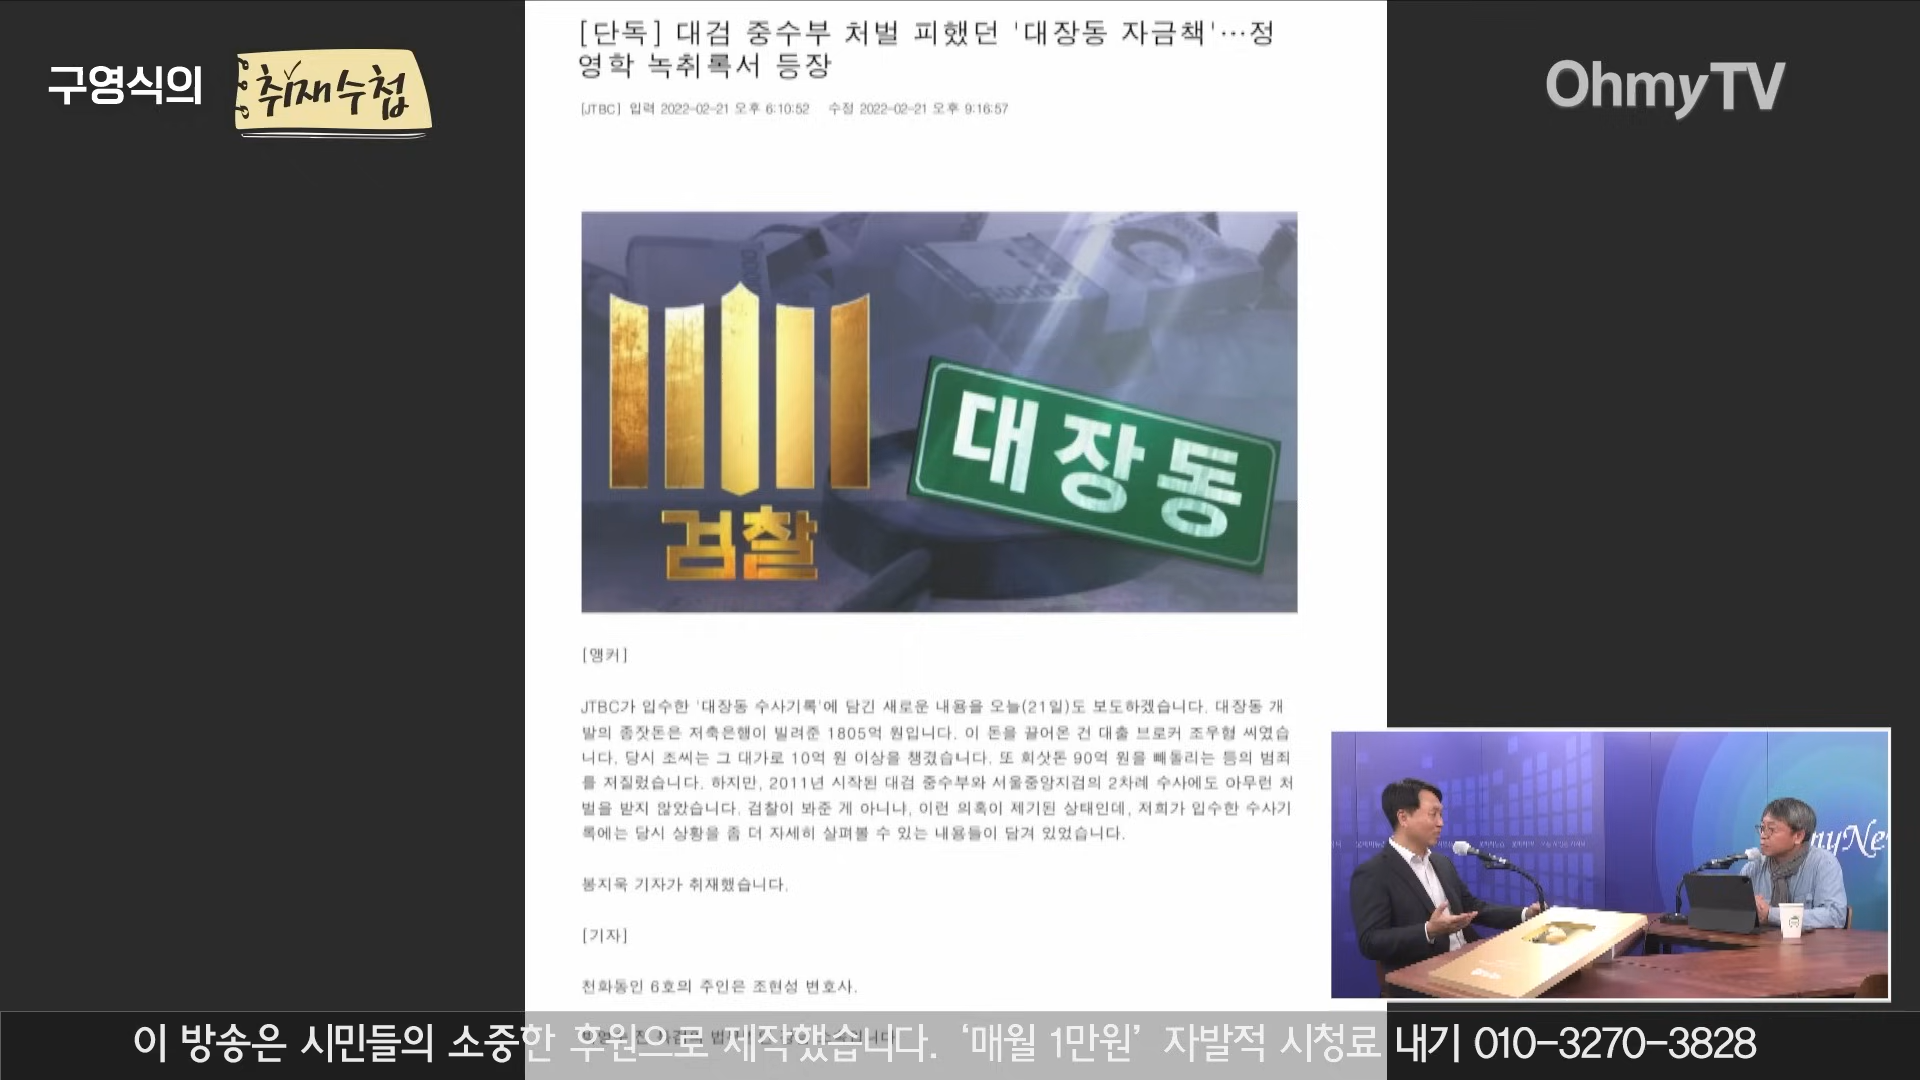 구영식의
취재수첩
OhmyTV
[단독] 대검 중수부 처벌 피했던 '대장동 자금책'…정
영학 녹취록서 등장
[JTBC] 입력 2022-02-21 오후 6:10:52 수정 2022-02-21 오후 9:16:57
검찰
대장동
[앵커]
JTBC가 입수한 '대장동 수사기록'에 담긴 새로운 내용을 오늘(21일)도 보도하겠습니다. 대장동 개
발의 종잣돈은 저축은행이 빌려준 1805억 원입니다. 이 돈을 끌어온 건 대출 브로커 조우형 씨였습
니다. 당시 조씨는 그 대가로 10억 원 이상을 챙겼습니다. 또 회삿돈 90억 원을 빼돌리는 등의 범죄
를 저질렀습니다. 하지만, 2011년 시작된 대검 중수부와 서울중앙지검의 2차례 수사에도 아무런 처
벌을 받지 않았습니다. 검찰이 봐준 게 아니냐, 이런 의혹이 제기된 상태인데, 저희가 입수한 수사기
록에는 당시 상황을 좀 더 자세히 살펴볼 수 있는 내용들이 담겨 있었습니다.
봉지욱 기자가 취재했습니다.
[기자]
천화동인 6호의 주인은 조현성 변호사.
이 방송은 시민들의 소중한 후원으로 제작했습니다. ‘매월 1만원’ 자발적 시청료 내기 010-3270-3828